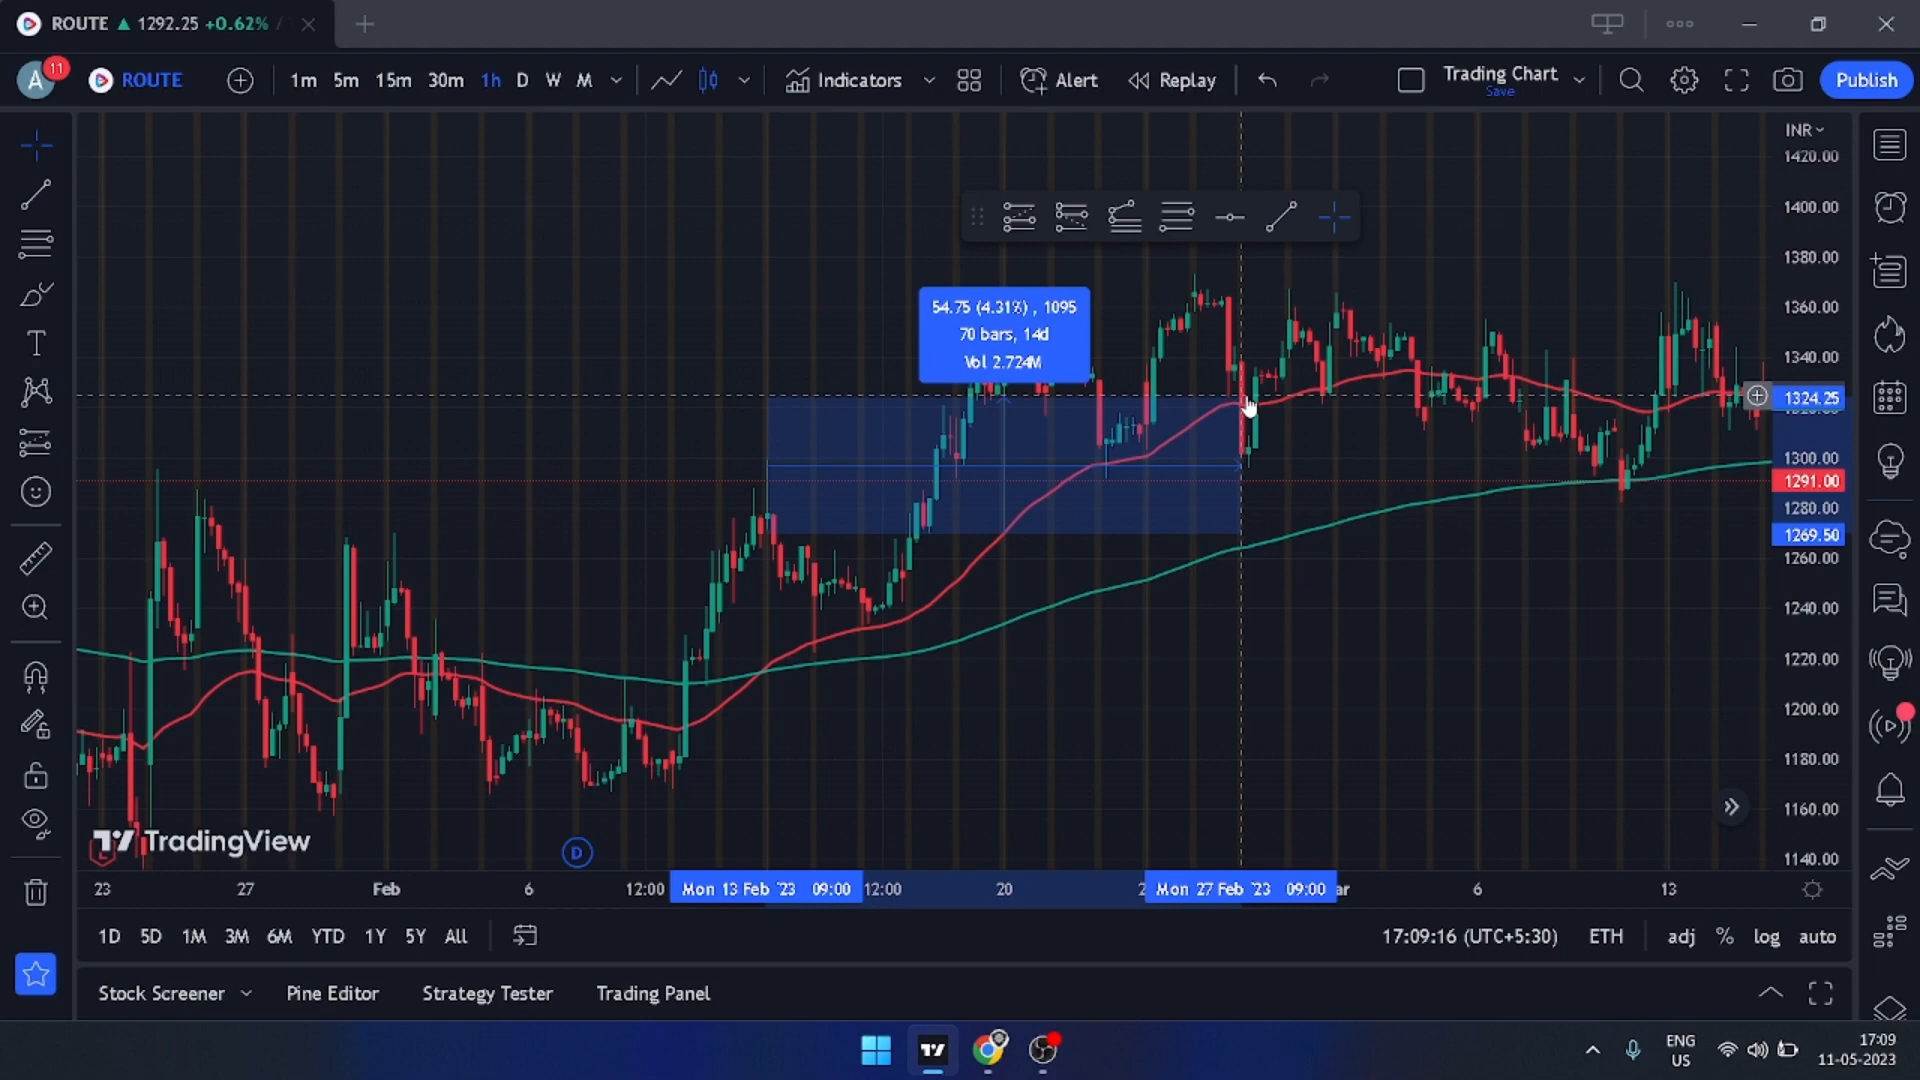 ROUTE ▲ 1292.25 +0.62% /
A 11 ROUTE 1m 5m 15m 30m 1h D W M Indicators Alert Replay Trading Chart Save Publish
INR
1420.00
1400.00
1380.00
1360.00
1340.00
1324.25
1300.00
1291.00
1280.00
1269.50
1260.00
1240.00
1220.00
1200.00
1180.00
1160.00
1140.00
54.75 (4.31%) , 1095
70 bars, 14d
Vol 2.724M
TradingView
D
23 27 Feb 6 12:00 Mon 13 Feb '23 09:00 12:00 20 Mon 27 Feb '23 09:00 6 13
1D 5D 1M 3M 6M YTD 1Y 5Y All 17:09:16 (UTC+5:30) ETH adj % log auto
Stock Screener Pine Editor Strategy Tester Trading Panel
ENG
US
17:09
11-05-2023